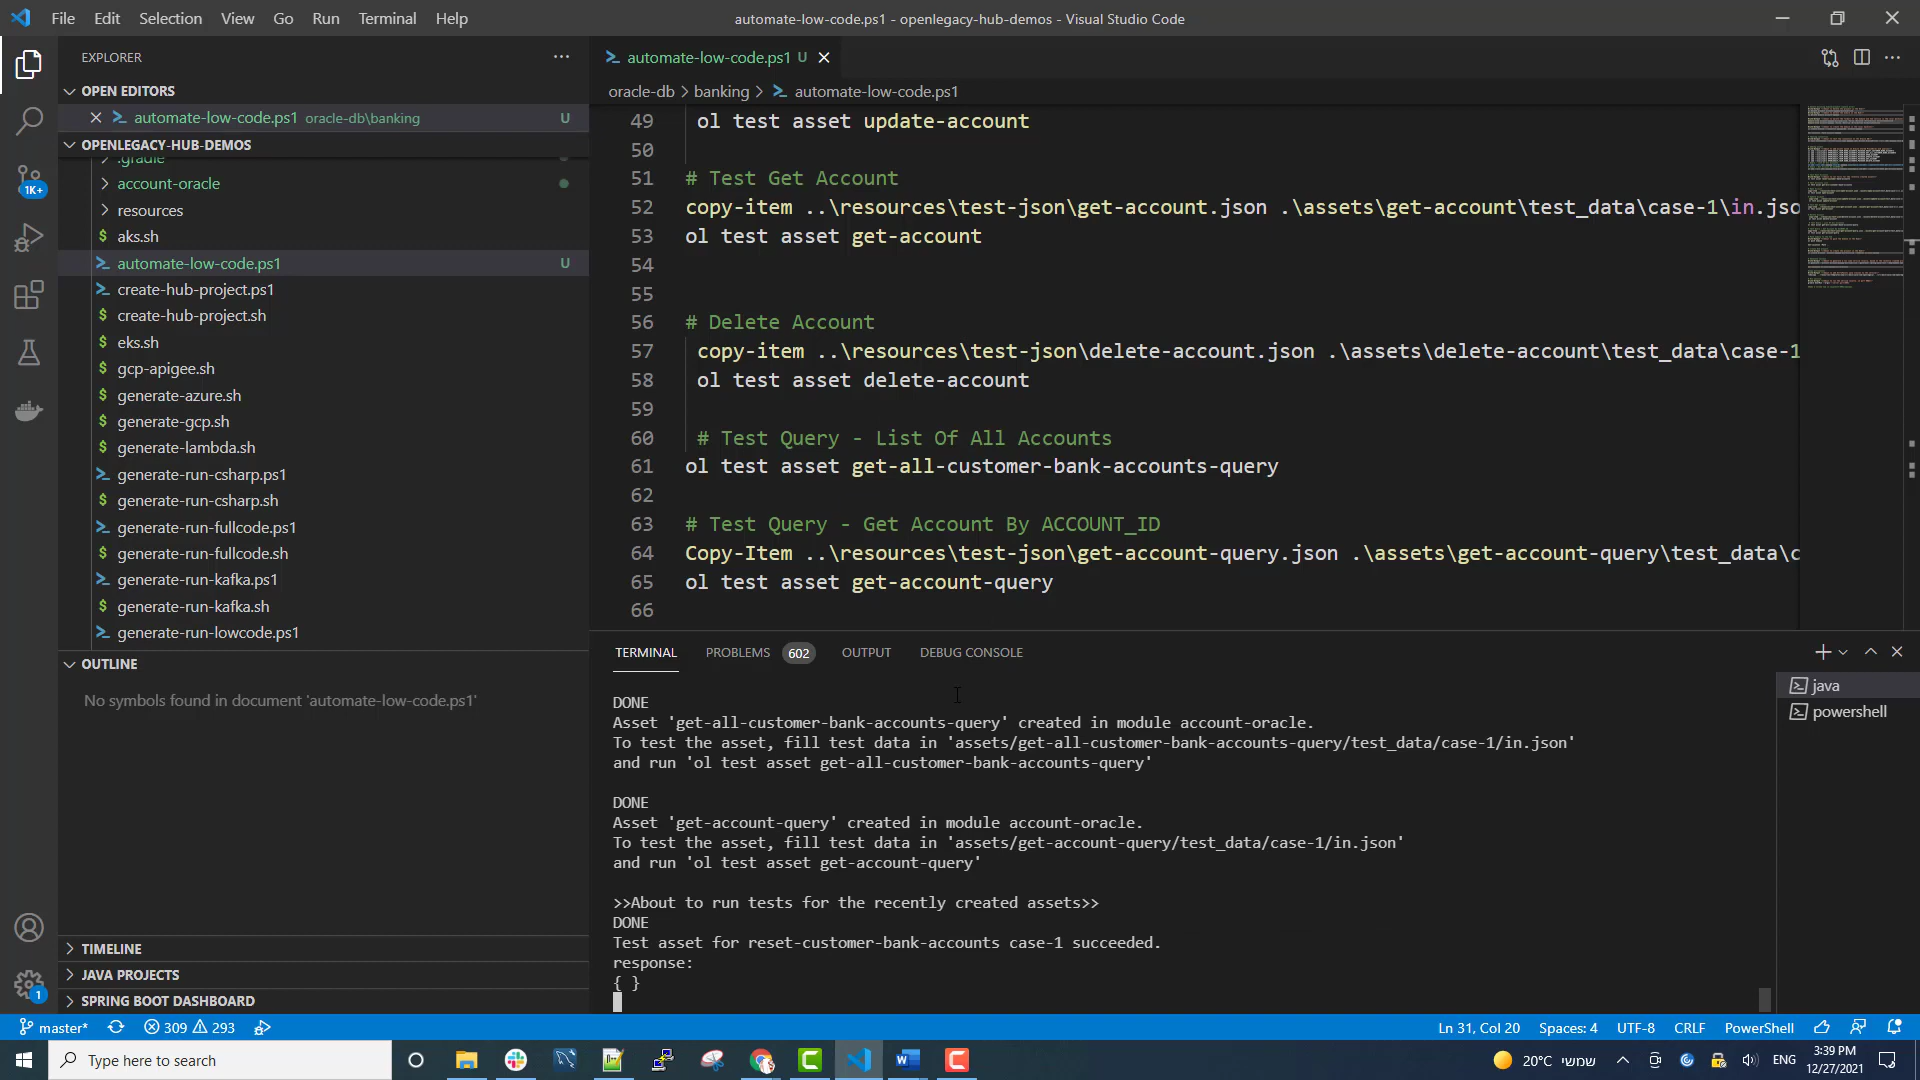 File Edit Selection View Go Run Terminal Help
automate-low-code.ps1 - openlegacy-hub-demos - Visual Studio Code
EXPLORER
OPEN EDITORS
automate-low-code.ps1 oracle-db\banking U
OPENLEGACY-HUB-DEMOS
.gradle
account-oracle
resources
aks.sh
automate-low-code.ps1 U
create-hub-project.ps1
create-hub-project.sh
eks.sh
gcp-apigee.sh
generate-azure.sh
generate-gcp.sh
generate-lambda.sh
generate-run-csharp.ps1
generate-run-csharp.sh
generate-run-fullcode.ps1
generate-run-fullcode.sh
generate-run-kafka.ps1
generate-run-kafka.sh
generate-run-lowcode.ps1
OUTLINE
No symbols found in document 'automate-low-code.ps1'
TIMELINE
JAVA PROJECTS
SPRING BOOT DASHBOARD
1K+
1
automate-low-code.ps1 U
oracle-db > banking > automate-low-code.ps1
49 ol test asset update-account
50
51 # Test Get Account
52 copy-item ..\resources\test-json\get-account.json .\assets\get-account\test_data\case-1\in.jso
53 ol test asset get-account
54
55
56 # Delete Account
57 copy-item ..\resources\test-json\delete-account.json .\assets\delete-account\test_data\case-1
58 ol test asset delete-account
59
60 # Test Query - List Of All Accounts
61 ol test asset get-all-customer-bank-accounts-query
62
63 # Test Query - Get Account By ACCOUNT_ID
64 Copy-Item ..\resources\test-json\get-account-query.json .\assets\get-account-query\test_data\c
65 ol test asset get-account-query
66
TERMINAL PROBLEMS 602 OUTPUT DEBUG CONSOLE
DONE
Asset 'get-all-customer-bank-accounts-query' created in module account-oracle.
To test the asset, fill test data in 'assets/get-all-customer-bank-accounts-query/test_data/case-1/in.json'
and run 'ol test asset get-all-customer-bank-accounts-query'
DONE
Asset 'get-account-query' created in module account-oracle.
To test the asset, fill test data in 'assets/get-account-query/test_data/case-1/in.json'
and run 'ol test asset get-account-query'
>>About to run tests for the recently created assets>>
DONE
Test asset for reset-customer-bank-accounts case-1 succeeded.
response:
{ }
java
powershell
master* 309 293 Ln 31, Col 20 Spaces: 4 UTF-8 CRLF PowerShell
Type here to search
20°C שמשי ENG 3:39 PM
12/27/2021